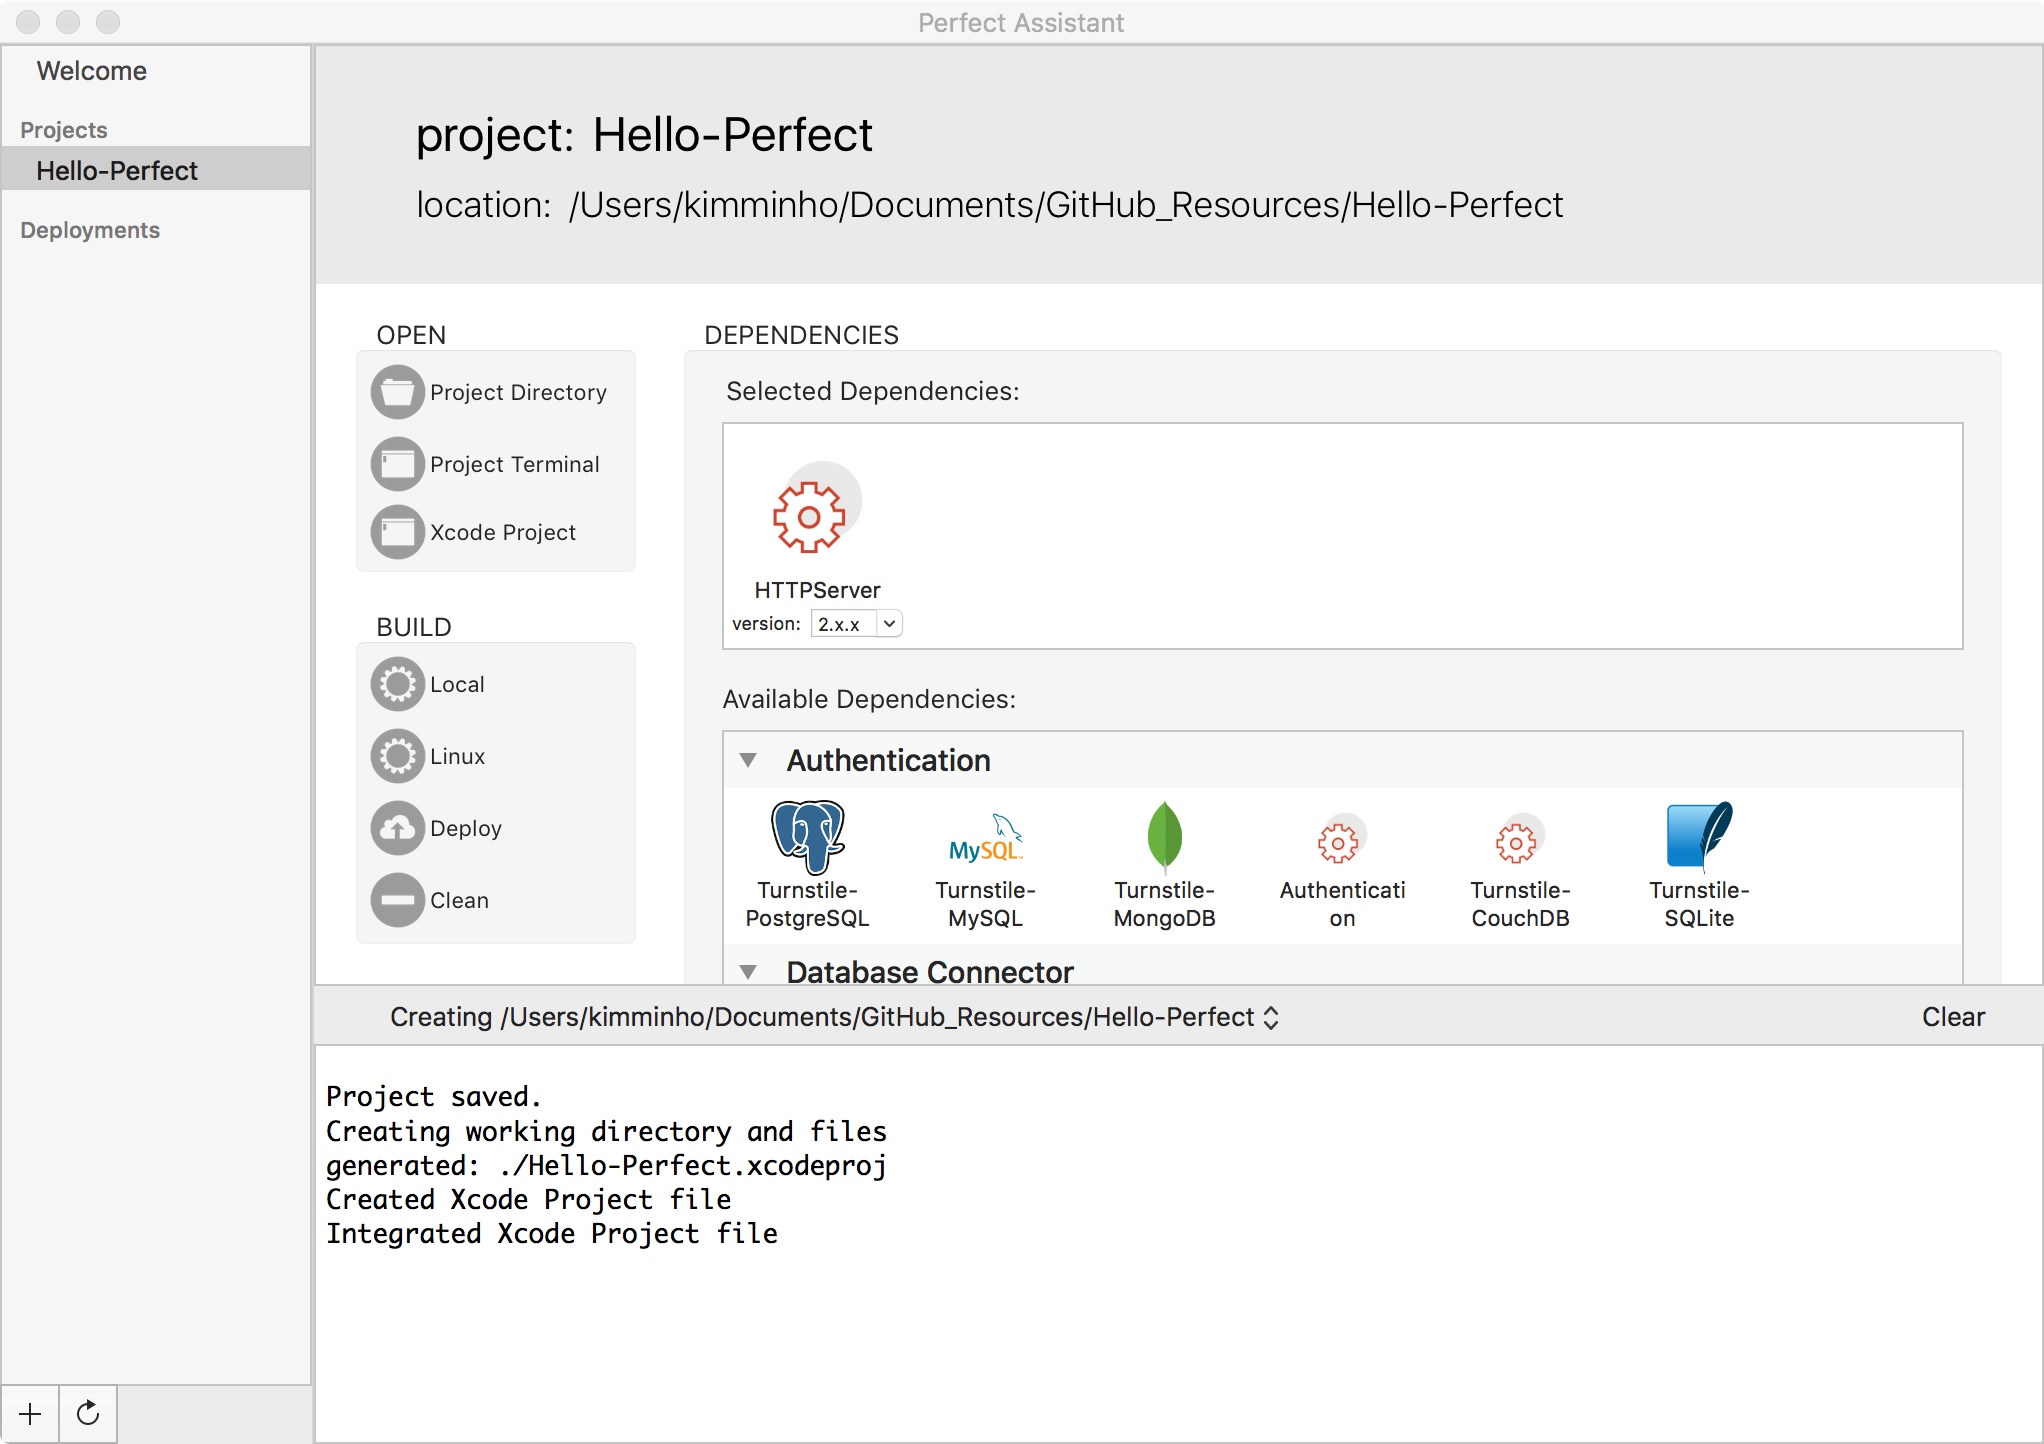 Perfect Assistant
Welcome
Projects
Hello-Perfect
Deployments
project: Hello-Perfect
location: /Users/kimminho/Documents/GitHub_Resources/Hello-Perfect
OPEN
Project Directory
Project Terminal
Xcode Project
BUILD
Local
Linux
Deploy
Clean
DEPENDENCIES
Selected Dependencies:
HTTPServer
version: 2.x.x
Available Dependencies:
Authentication
MySQL
Turnstile-
PostgreSQL
Turnstile-
MySQL
Turnstile-
MongoDB
Authenticati
on
Turnstile-
CouchDB
Turnstile-
SQLite
Database Connector
Creating /Users/kimminho/Documents/GitHub_Resources/Hello-Perfect
Clear
Project saved.
Creating working directory and files
generated: ./Hello-Perfect.xcodeproj
Created Xcode Project file
Integrated Xcode Project file